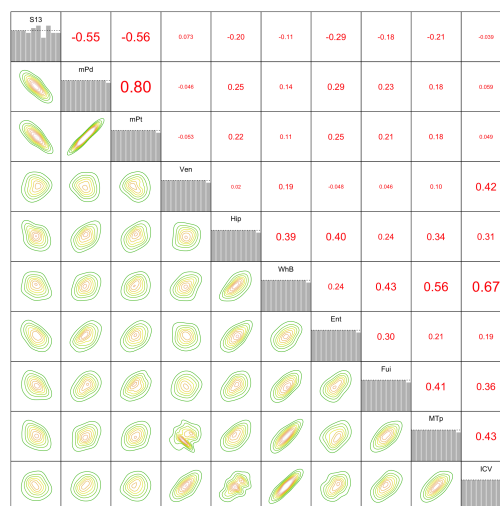 S13 -0.55 -0.56 0.073 -0.20 -0.11 -0.29 -0.18 -0.21 -0.039
mPd 0.80 -0.046 0.25 0.14 0.29 0.23 0.18 0.059
mPt -0.053 0.22 0.11 0.25 0.21 0.18 0.049
Ven 0.02 0.19 -0.048 0.046 0.10 0.42
Hip 0.39 0.40 0.24 0.34 0.31
WhB 0.24 0.43 0.56 0.67
Ent 0.30 0.21 0.19
Fui 0.41 0.36
MTp 0.43
ICV